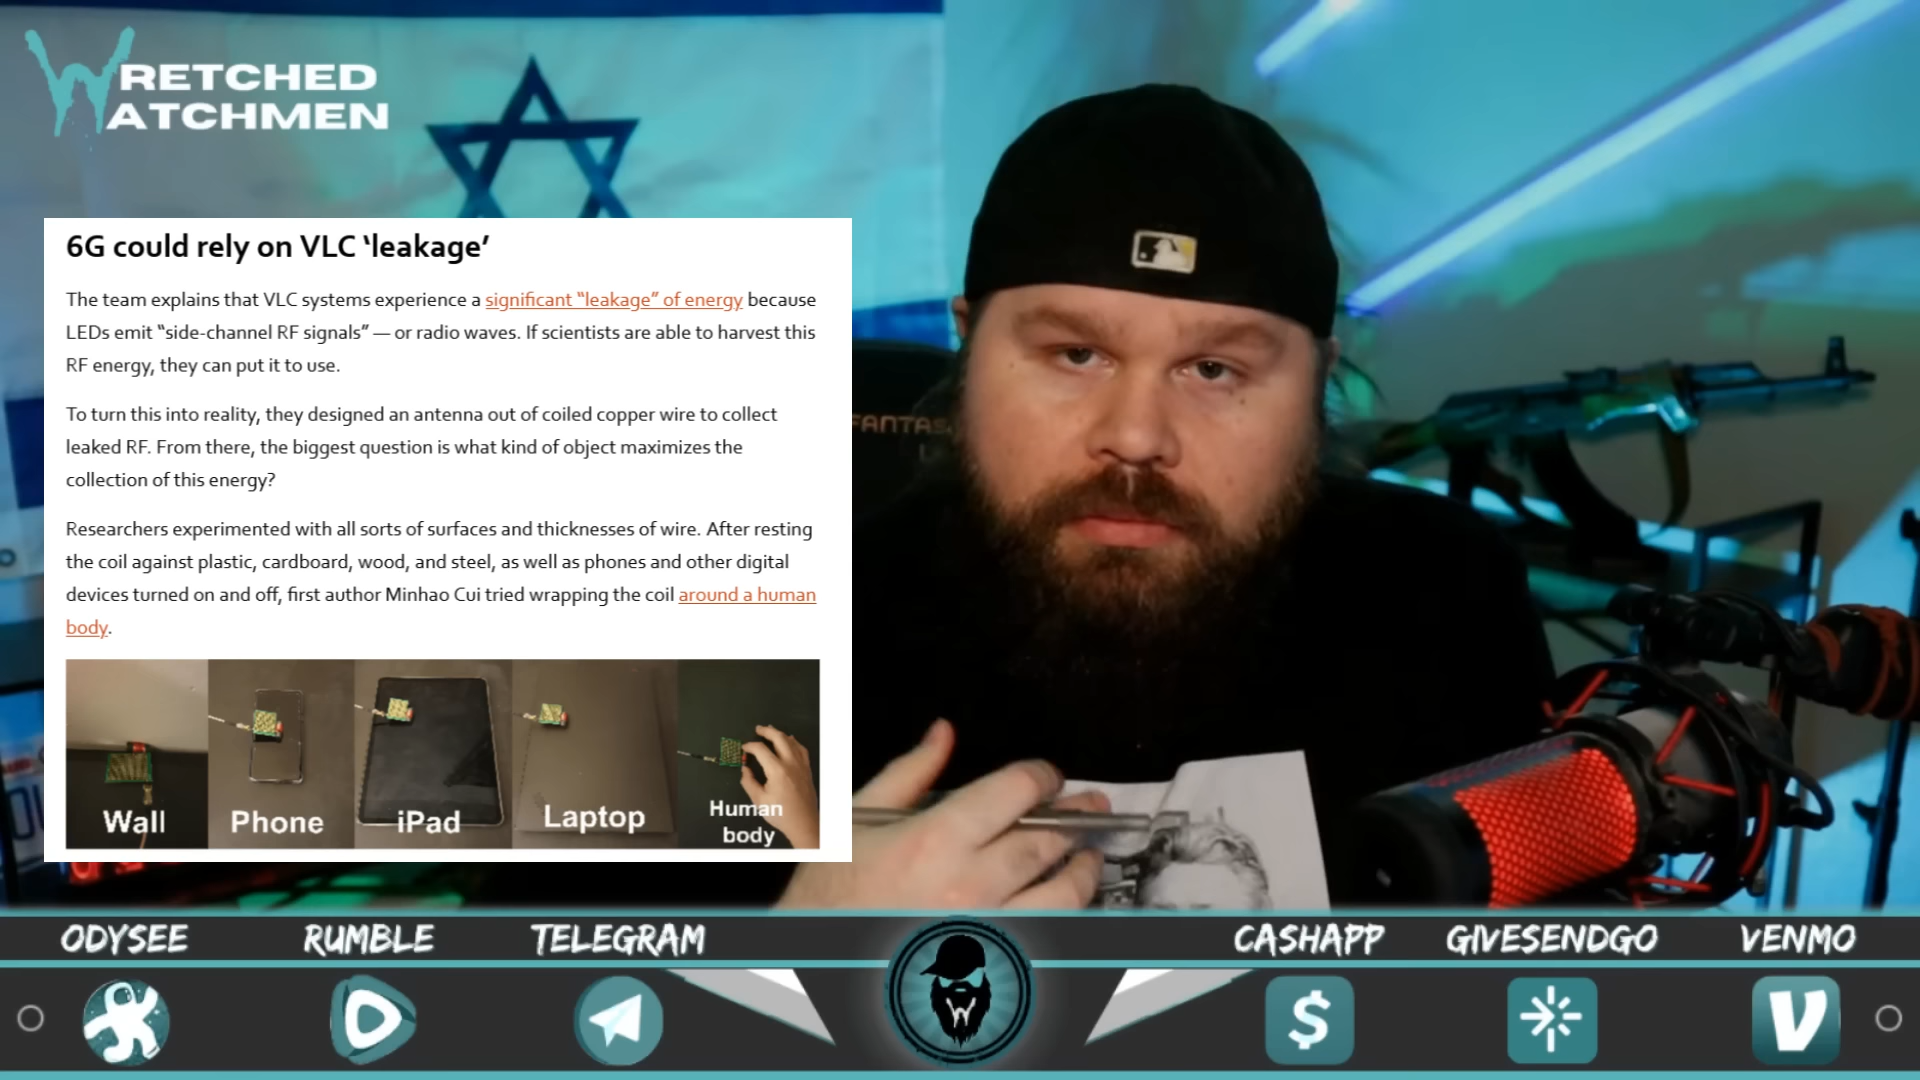 WRETCHED
WATCHMEN
6G could rely on VLC ‘leakage’
The team explains that VLC systems experience a significant “leakage” of energy because
LEDs emit “side-channel RF signals” — or radio waves. If scientists are able to harvest this
RF energy, they can put it to use.
To turn this into reality, they designed an antenna out of coiled copper wire to collect
leaked RF. From there, the biggest question is what kind of object maximizes the
collection of this energy?
Researchers experimented with all sorts of surfaces and thicknesses of wire. After resting
the coil against plastic, cardboard, wood, and steel, as well as phones and other digital
devices turned on and off, first author Minhao Cui tried wrapping the coil around a human
body.
Wall
Phone
iPad
Laptop
Human
body
ODYSEE
RUMBLE
TELEGRAM
CASHAPP
GIVESENDGO
VENMO